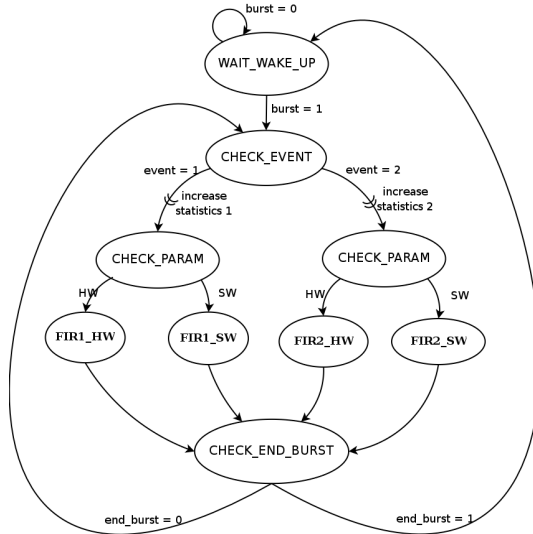 burst = 0
WAIT_WAKE_UP
burst = 1
CHECK_EVENT
event = 1
event = 2
increase
statistics 1
increase
statistics 2
CHECK_PARAM
CHECK_PARAM
HW
SW
HW
SW
FIR1_HW
FIR1_SW
FIR2_HW
FIR2_SW
CHECK_END_BURST
end_burst = 0
end_burst = 1